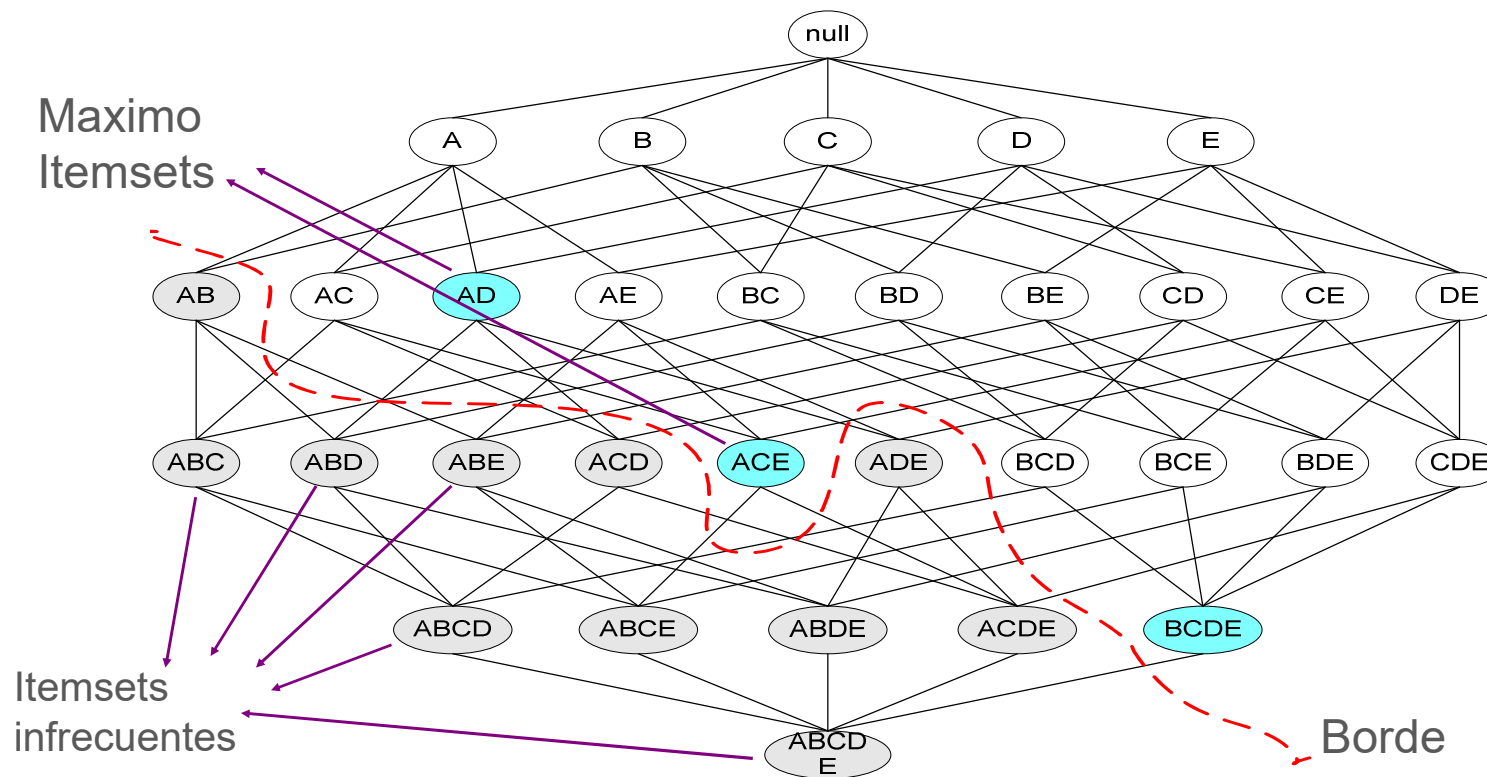 null
Maximo
Itemsets
A B C D E
AB AC AD AE BC BD BE CD CE DE
ABC ABD ABE ACD ACE ADE BCD BCE BDE CDE
ABCD ABCE ABDE ACDE BCDE
Itemsets
infrecuentes
ABCD
E
Borde